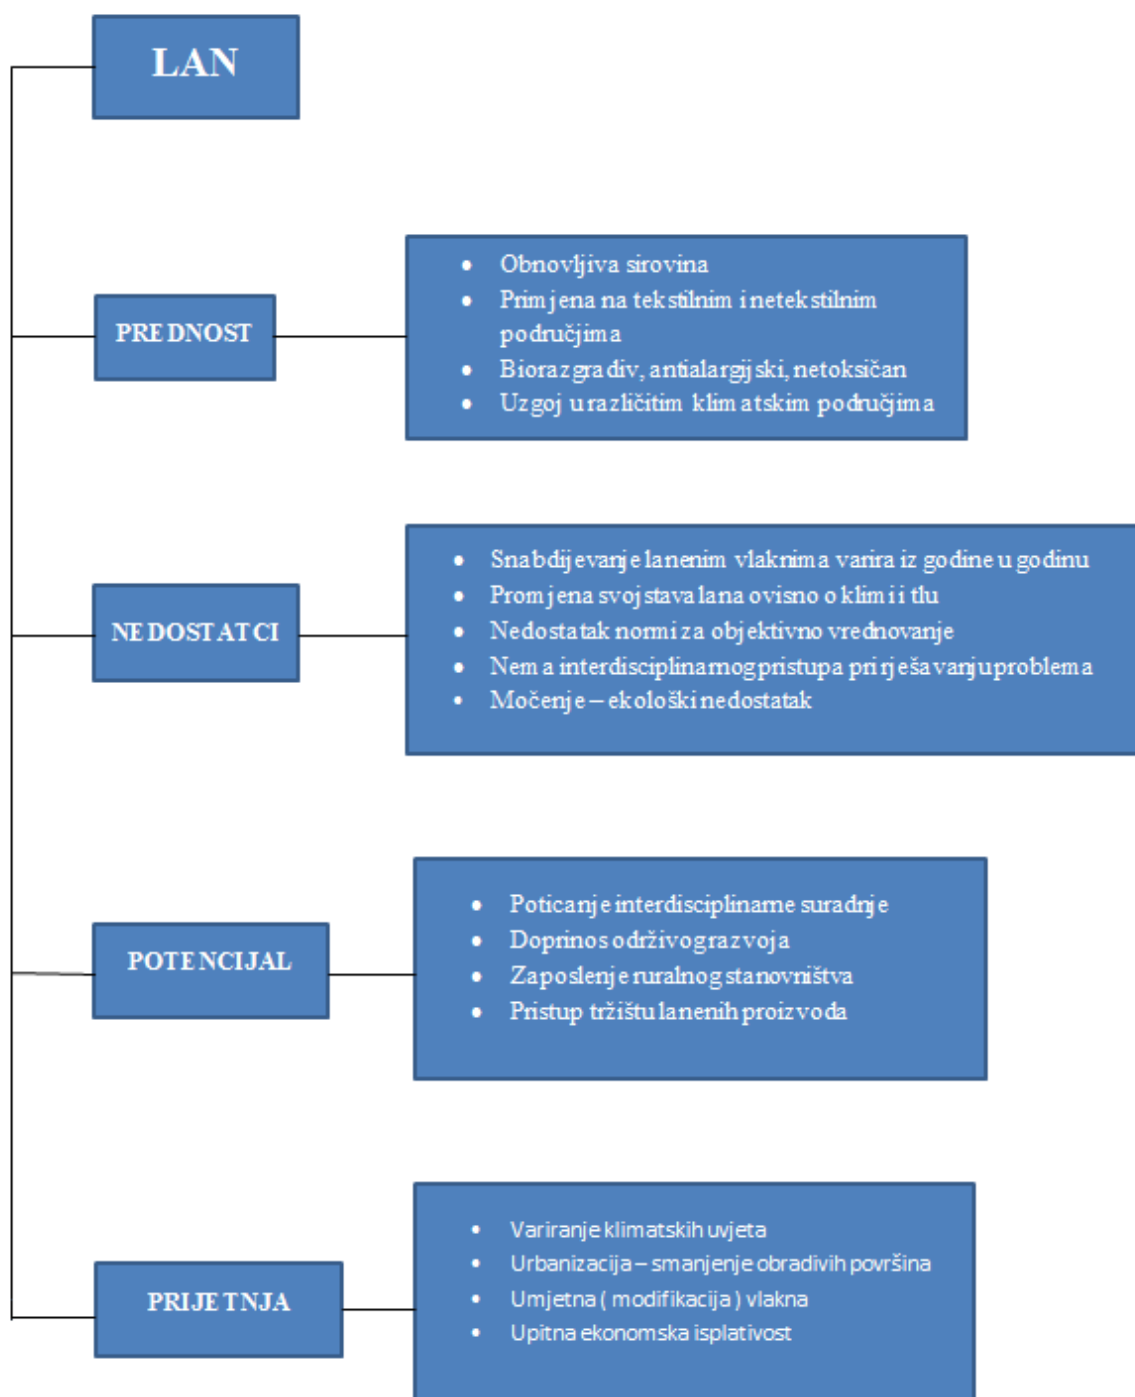 LAN
PREDNOST
• Obnovljiva sirovina
• Primjena na tekstilnim i netekstilnim
područjima
• Biorazgradiv, antialargijski, netoksičan
• Uzgoj u različitim klimatskim područjima
NEDOSTATCI
• Snabdijevanje lanenim vlaknima varira iz godine u godinu
• Promjena svojstava lana ovisno o klimi i tlu
• Nedostatak normi za objektivno vrednovanje
• Nema interdisciplinarnog pristupa pri rješavanju problema
• Močenje – ekološki nedostatak
POTENCIJAL
• Poticanje interdisciplinarne suradnje
• Doprinos održivog razvoja
• Zaposlenje ruralnog stanovništva
• Pristup tržištu lanenih proizvoda
PRIJETNJA
• Variranje klimatskih uvjeta
• Urbanizacija – smanjenje obradivih površina
• Umjetna ( modifikacija ) vlakna
• Upitna ekonomska isplativost